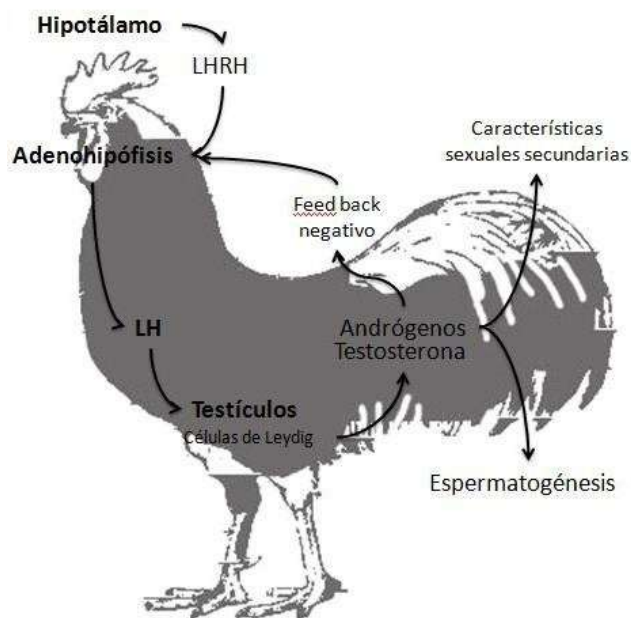 Hipotálamo
LHRH
Adenohipófisis
Características
sexuales secundarias
Feed back
negativo
LH
Andrógenos
Testosterona
Testículos
Células de Leydig
Espermatogénesis